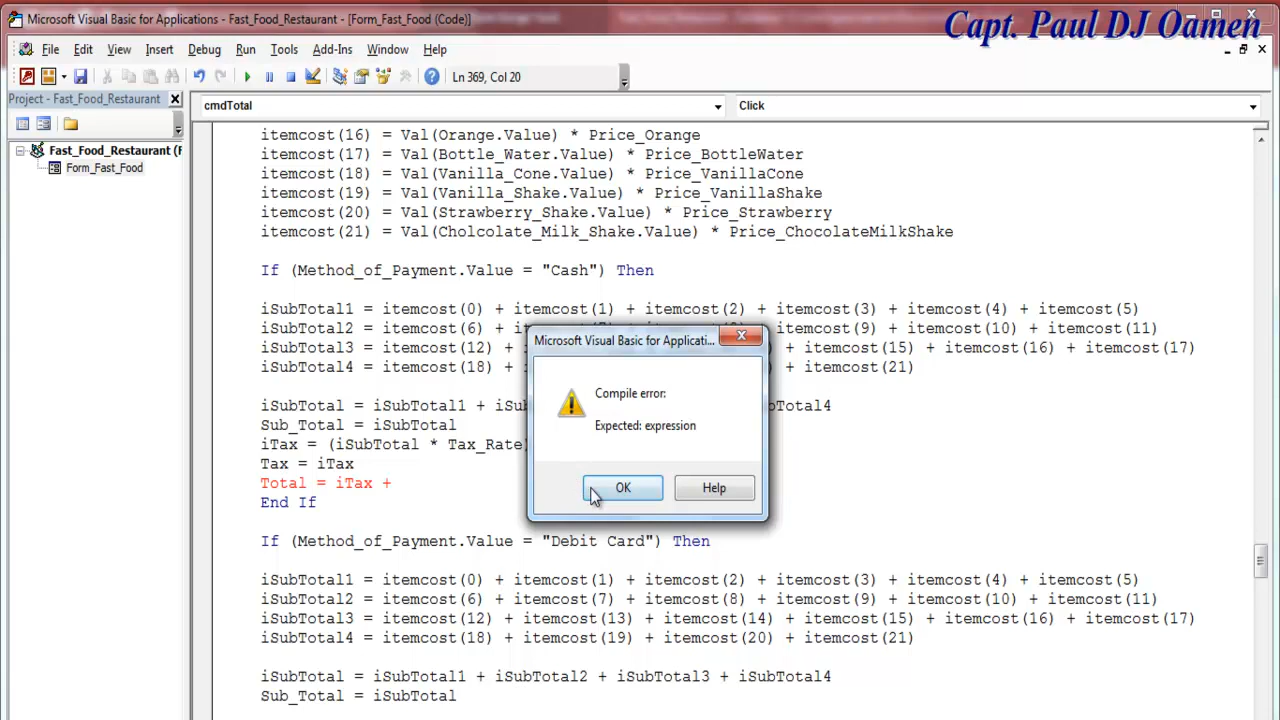 Microsoft Visual Basic for Applications - Fast_Food_Restaurant - [Form_Fast_Food (Code)]
Capt. Paul DJ Oamen
File Edit View Insert Debug Run Tools Add-Ins Window Help
Ln 369, Col 20
Project - Fast_Food_Restaurant
cmdTotal
Click
Fast_Food_Restaurant (F
Form_Fast_Food
itemcost(16) = Val(Orange.Value) * Price_Orange
itemcost(17) = Val(Bottle_Water.Value) * Price_BottleWater
itemcost(18) = Val(Vanilla_Cone.Value) * Price_VanillaCone
itemcost(19) = Val(Vanilla_Shake.Value) * Price_VanillaShake
itemcost(20) = Val(Strawberry_Shake.Value) * Price_Strawberry
itemcost(21) = Val(Cholcolate_Milk_Shake.Value) * Price_ChocolateMilkShake
If (Method_of_Payment.Value = "Cash") Then
iSubTotal1 = itemcost(0) + itemcost(1) + itemcost(2) + itemcost(3) + itemcost(4) + itemcost(5)
iSubTotal2 = itemcost(6) + itemcost(9) + itemcost(10) + itemcost(11)
iSubTotal3 = itemcost(12) + itemcost(15) + itemcost(16) + itemcost(17)
iSubTotal4 = itemcost(18) + + itemcost(21)
iSubTotal = iSubTotal1 +
Sub_Total = iSubTotal
iTax = (iSubTotal * Tax_Rate)
Tax = iTax
Total = iTax +
End If
Microsoft Visual Basic for Applicati...
Compile error:
Expected: expression
OK Help
If (Method_of_Payment.Value = "Debit Card") Then
iSubTotal1 = itemcost(0) + itemcost(1) + itemcost(2) + itemcost(3) + itemcost(4) + itemcost(5)
iSubTotal2 = itemcost(6) + itemcost(7) + itemcost(8) + itemcost(9) + itemcost(10) + itemcost(11)
iSubTotal3 = itemcost(12) + itemcost(13) + itemcost(14) + itemcost(15) + itemcost(16) + itemcost(17)
iSubTotal4 = itemcost(18) + itemcost(19) + itemcost(20) + itemcost(21)
iSubTotal = iSubTotal1 + iSubTotal2 + iSubTotal3 + iSubTotal4
Sub_Total = iSubTotal